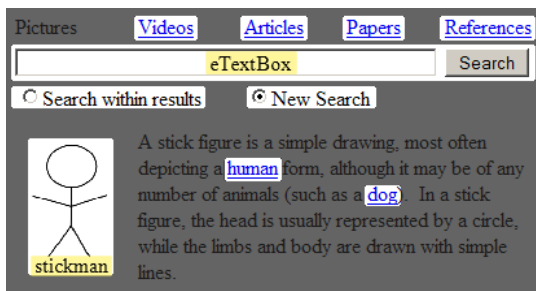 Pictures Videos Articles Papers References
eTextBox Search
Search within results New Search
A stick figure is a simple drawing, most often
depicting a human form, although it may be of any
number of animals (such as a dog). In a stick
figure, the head is usually represented by a circle,
while the limbs and body are drawn with simple
lines.
stickman